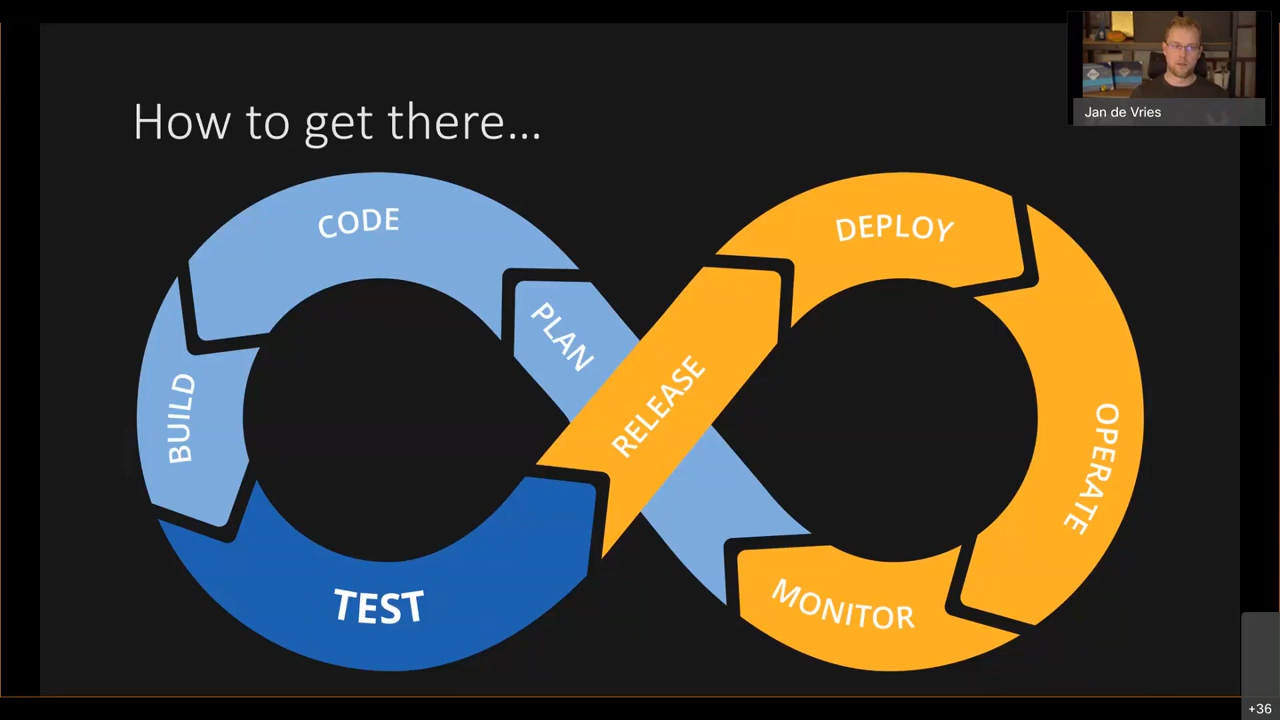 How to get there...
CODE
PLAN
BUILD
TEST
RELEASE
DEPLOY
OPERATE
MONITOR
Jan de Vries
+36